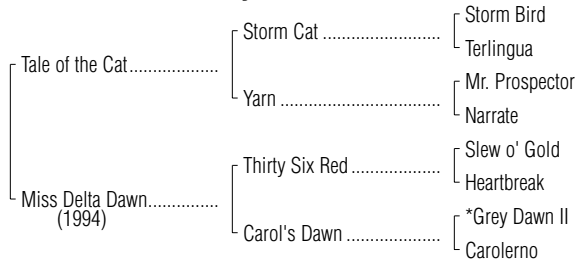 Storm Bird
Storm Cat ......................
Terlingua
Tale of the Cat..................
Mr. Prospector
Yarn ..............................
Narrate
Slew o' Gold
Thirty Six Red .................
Heartbreak
Miss Delta Dawn..............
(1994)
*Grey Dawn II
Carol's Dawn ..................
Carolerno